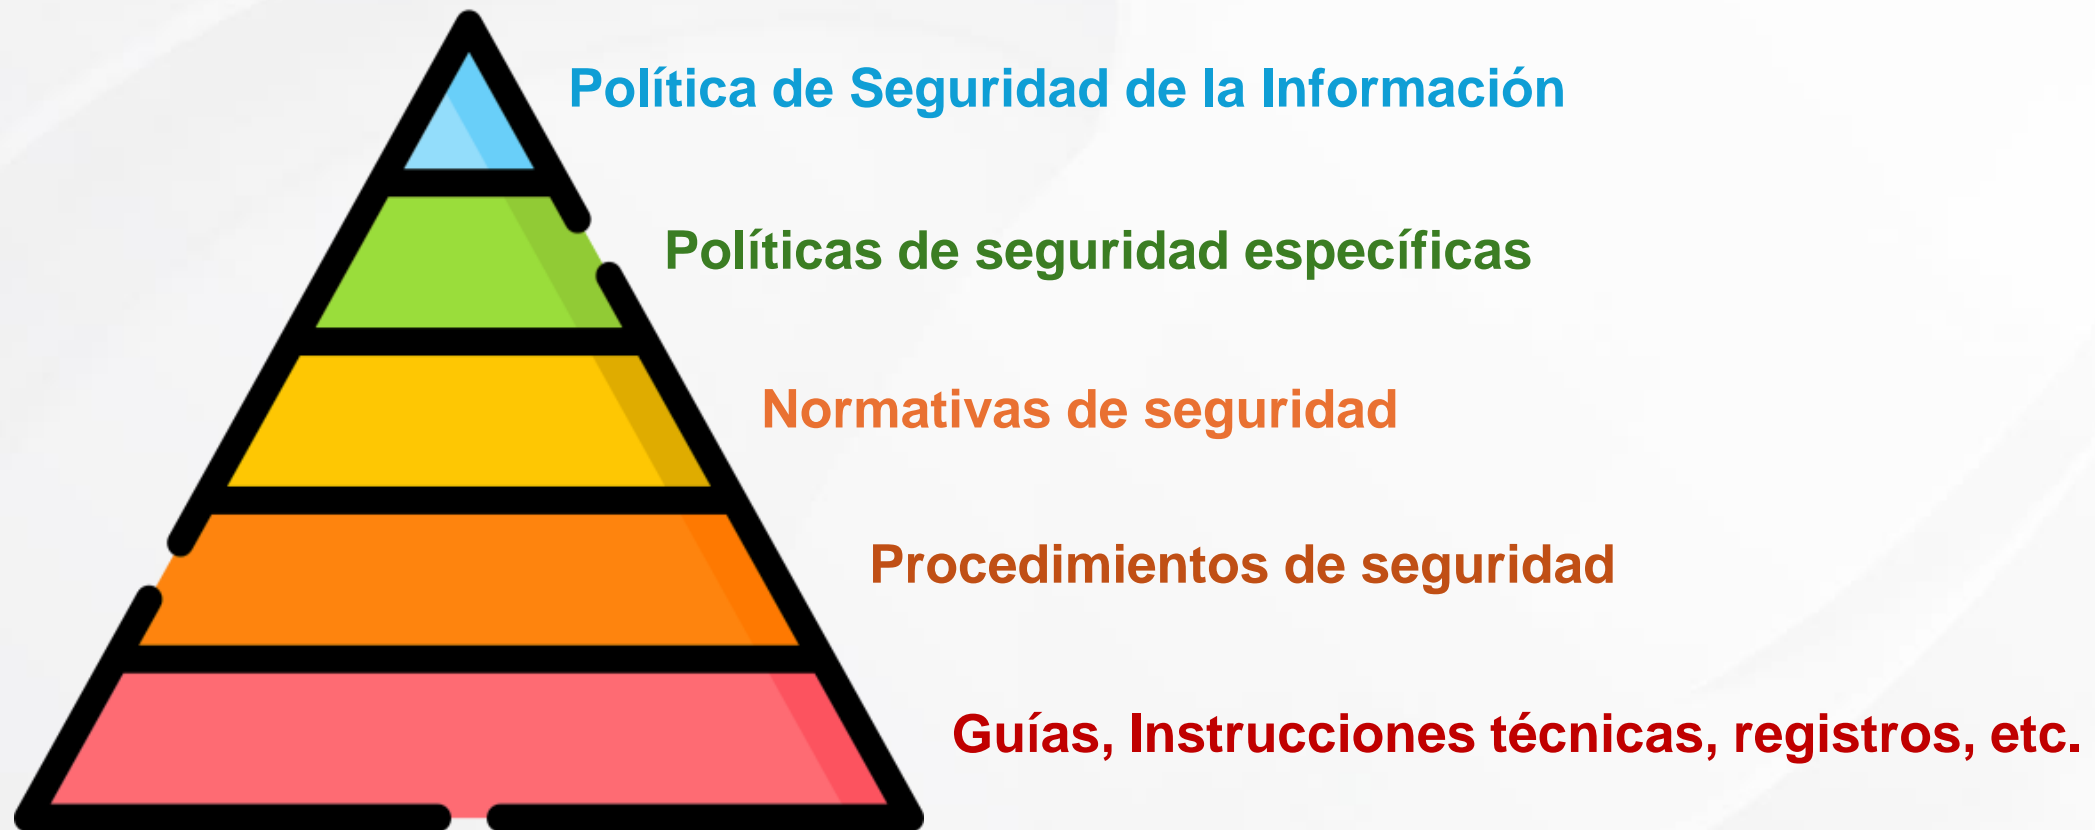 Política de Seguridad de la Información
Políticas de seguridad específicas
Normativas de seguridad
Procedimientos de seguridad
Guías, Instrucciones técnicas, registros, etc.